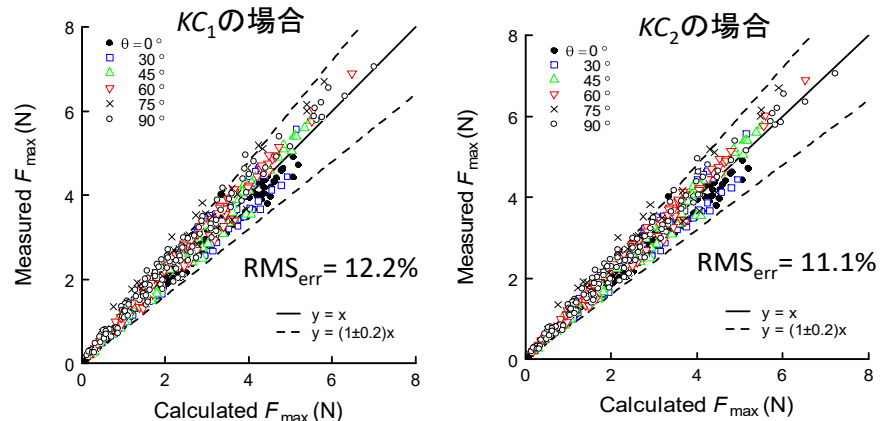 KC1の場合
8
6
4
2
0
Measured Fmax (N)
θ=0 °
30 °
45 °
60 °
75 °
90 °
RMSerr= 12.2%
y = x
y = (1±0.2)x
0 2 4 6 8
Calculated Fmax (N)
KC2の場合
8
6
4
2
0
Measured Fmax (N)
θ=0 °
30 °
45 °
60 °
75 °
90 °
RMSerr= 11.1%
y = x
y = (1±0.2)x
0 2 4 6 8
Calculated Fmax (N)